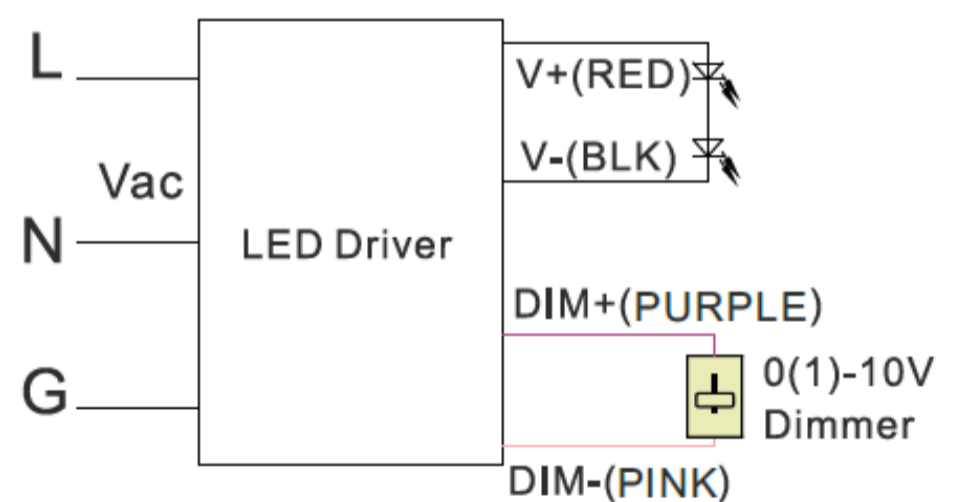 L
Vac
N
G
LED Driver
V+(RED)
V-(BLK)
DIM+(PURPLE)
0(1)-10V
Dimmer
DIM-(PINK)